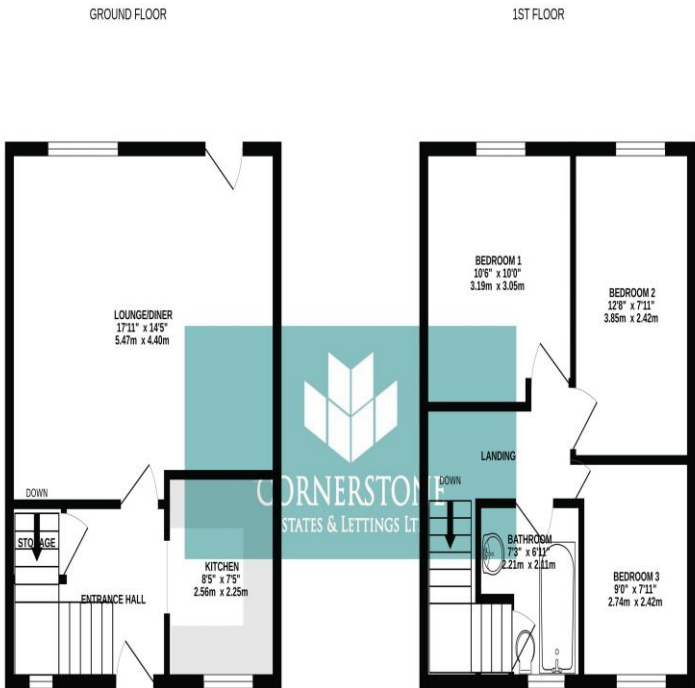 GROUND FLOOR
1ST FLOOR
LOUNGE/DINER
17'11" x 14'5"
5.47m x 4.40m
DOWN
STORAGE
ENTRANCE HALL
KITCHEN
8'5" x 7'5"
2.56m x 2.25m
CORNERSTONE
ESTATES & LETTINGS LT
BEDROOM 1
10'6" x 10'0"
3.19m x 3.05m
BEDROOM 2
12'8" x 7'11"
3.85m x 2.42m
LANDING
DOWN
BATHROOM
7'3" x 6'11"
2.21m x 2.11m
BEDROOM 3
9'0" x 7'11"
2.74m x 2.42m